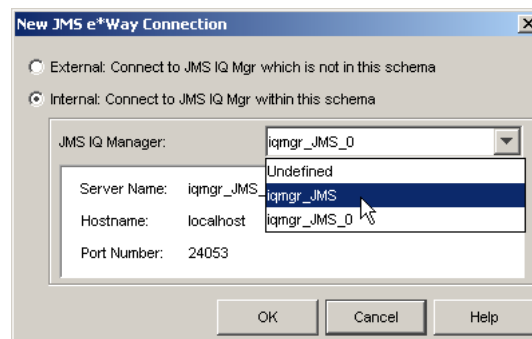 New JMS e*Way Connection
External: Connect to JMS IQ Mgr which is not in this schema
Internal: Connect to JMS IQ Mgr within this schema
JMS IQ Manager: iqmgr_JMS_0
Undefined
iqmgr_JMS
iqmgr_JMS_0
Server Name: iqmgr_JMS_
Hostname: localhost
Port Number: 24053
OK Cancel Help